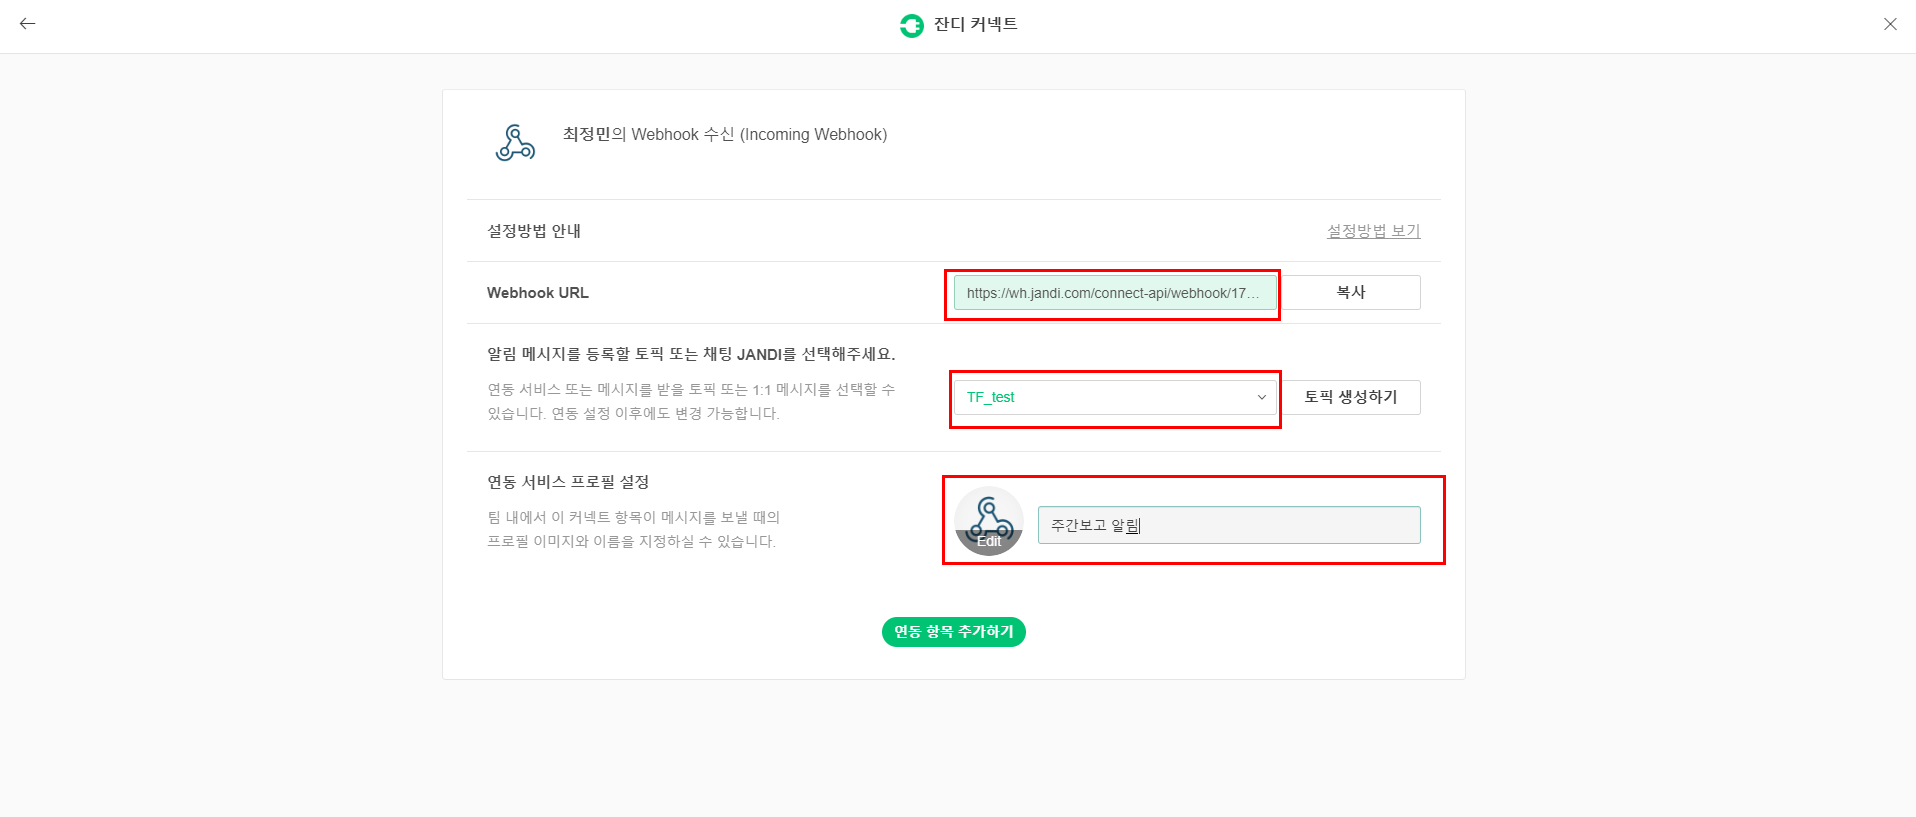 잔디 커넥트
최정민의 Webhook 수신 (Incoming Webhook)
설정방법 안내
설정방법 보기
Webhook URL
https://wh.jandi.com/connect-api/webhook/17...
복사
알림 메시지를 등록할 토픽 또는 채팅 JANDI를 선택해주세요.
연동 서비스 또는 메시지를 받을 토픽 또는 1:1 메시지를 선택할 수
있습니다. 연동 설정 이후에도 변경 가능합니다.
TF_test
토픽 생성하기
연동 서비스 프로필 설정
팀 내에서 이 커넥트 항목이 메시지를 보낼 때의
프로필 이미지와 이름을 지정하실 수 있습니다.
Edit
주간보고 알림
연동 항목 추가하기